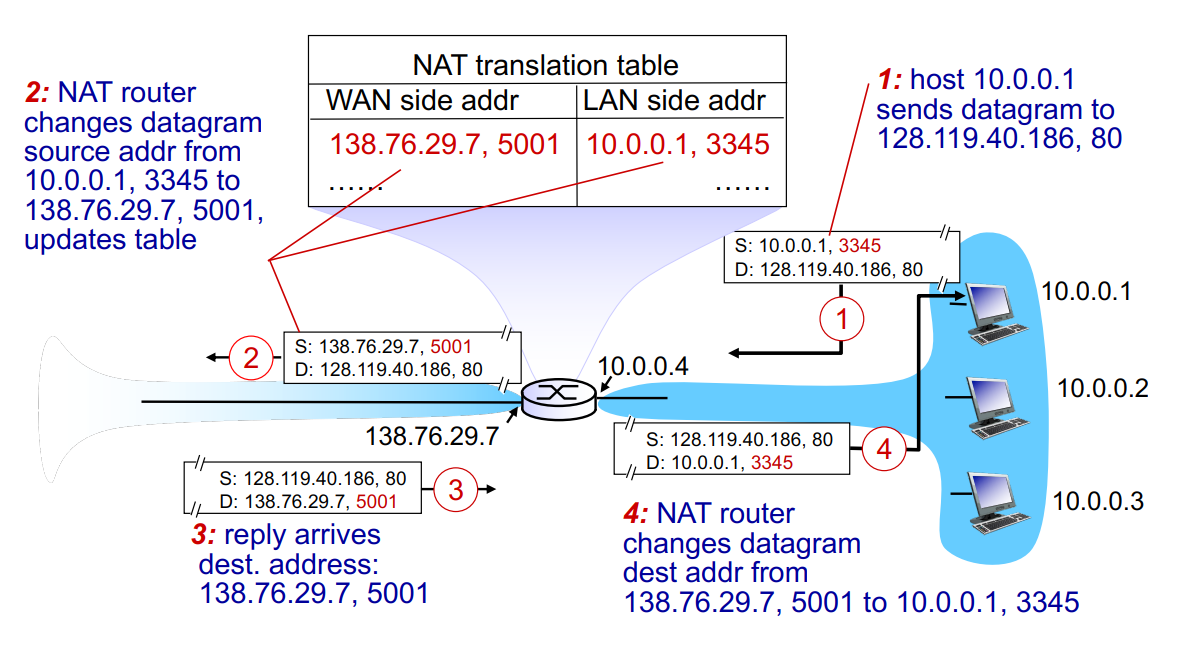 NAT translation table
WAN side addr LAN side addr
138.76.29.7, 5001 10.0.0.1, 3345
...... ......
2: NAT router
changes datagram
source addr from
10.0.0.1, 3345 to
138.76.29.7, 5001,
updates table
1: host 10.0.0.1
sends datagram to
128.119.40.186, 80
S: 10.0.0.1, 3345
D: 128.119.40.186, 80
1
10.0.0.1
S: 138.76.29.7, 5001
D: 128.119.40.186, 80
2
10.0.0.4
10.0.0.2
138.76.29.7
S: 128.119.40.186, 80
D: 10.0.0.1, 3345
4
S: 128.119.40.186, 80
D: 138.76.29.7, 5001
3
10.0.0.3
3: reply arrives
dest. address:
138.76.29.7, 5001
4: NAT router
changes datagram
dest addr from
138.76.29.7, 5001 to 10.0.0.1, 3345